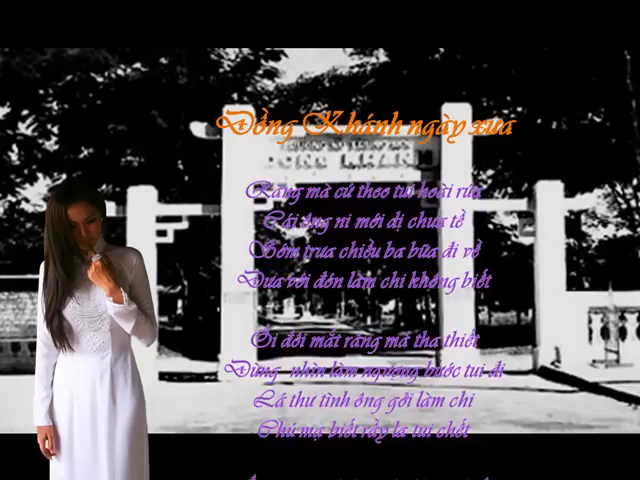 Đồng Khánh ngày xưa
ĐỒNG KHÁNH
Răng mà cứ theo tui hoài rứa
Cái ông ni mới dị chưa tề
Sớm trưa chiều ba bữa đi về
Đưa với đón làm chi không biết
Ôi đôi mắt răng mà tha thiết
Đừng nhìn làm ngượng bước tui đi
Lá thư tình ông gởi làm chi
Chú mạ biết rầy la tui chết